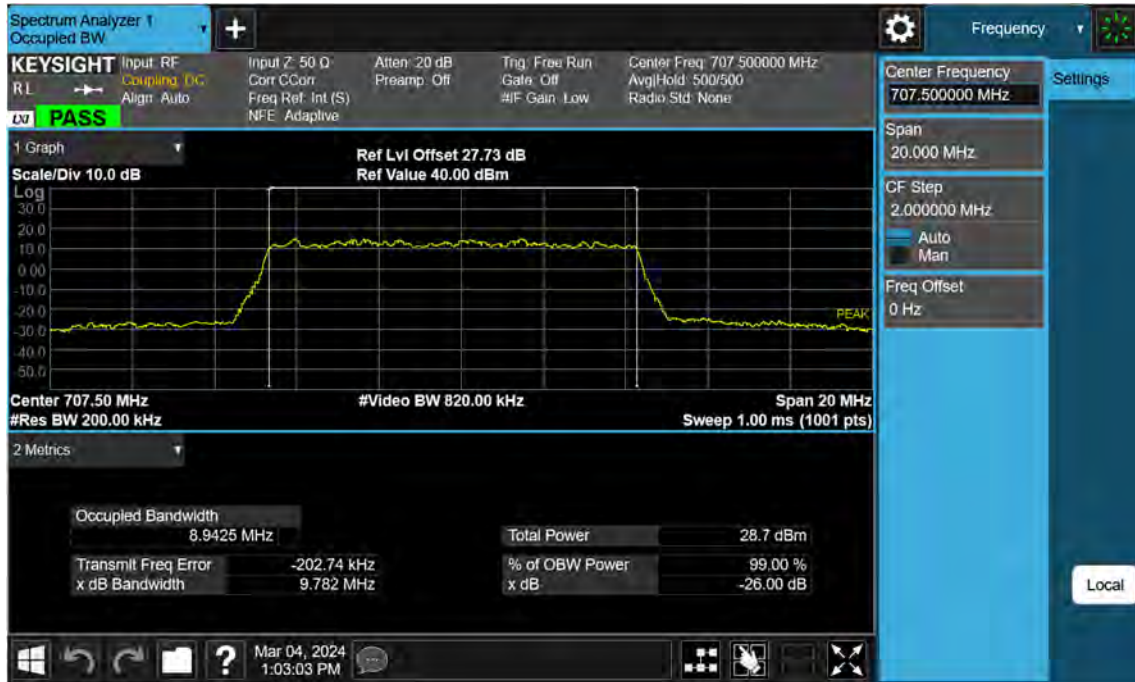 Spectrum Analyzer 1
Occupied BW
+
Frequency
KEYSIGHT
RL
LXI
PASS
Input: RF
Coupling: DC
Align: Auto
Input Z: 50 Ω
Corr CCorr
Freq Ref: Int (S)
NFE: Adaptive
Atten: 20 dB
Preamp: Off
Trig: Free Run
Gate: Off
#IF Gain: Low
Center Freq: 707.500000 MHz
Avg|Hold: 500/500
Radio Std: None
1 Graph
Scale/Div 10.0 dB
Ref Lvl Offset 27.73 dB
Ref Value 40.00 dBm
Log
30.0
20.0
10.0
0.00
-10.0
-20.0
-30.0
-40.0
-50.0
PEAK
Center 707.50 MHz
#Video BW 820.00 kHz
Span 20 MHz
#Res BW 200.00 kHz
Sweep 1.00 ms (1001 pts)
2 Metrics
Occupied Bandwidth
8.9425 MHz
Total Power 28.7 dBm
Transmit Freq Error -202.74 kHz
% of OBW Power 99.00 %
x dB Bandwidth 9.782 MHz
x dB -26.00 dB
Center Frequency
707.500000 MHz
Settings
Span
20.000 MHz
CF Step
2.000000 MHz
Auto
Man
Freq Offset
0 Hz
Local
?
Mar 04, 2024
1:03:03 PM